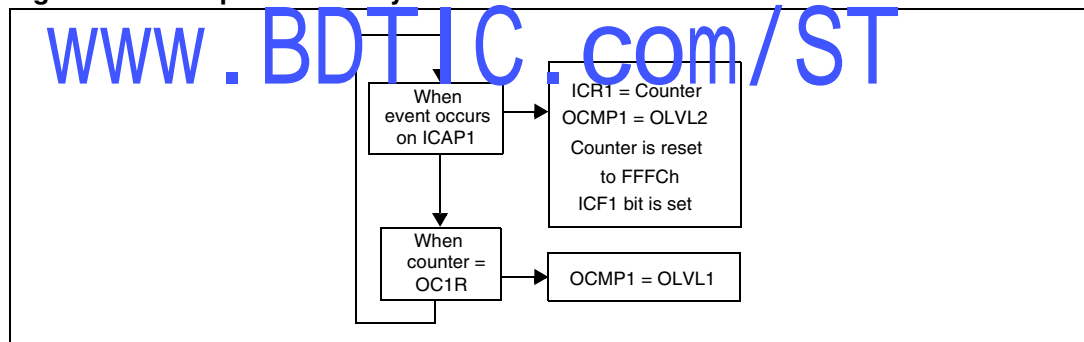 www.BDTIC.com/ST
When
event occurs
on ICAP1
ICR1 = Counter
OCMP1 = OLVL2
Counter is reset
to FFFCh
ICF1 bit is set
When
counter =
OC1R
OCMP1 = OLVL1